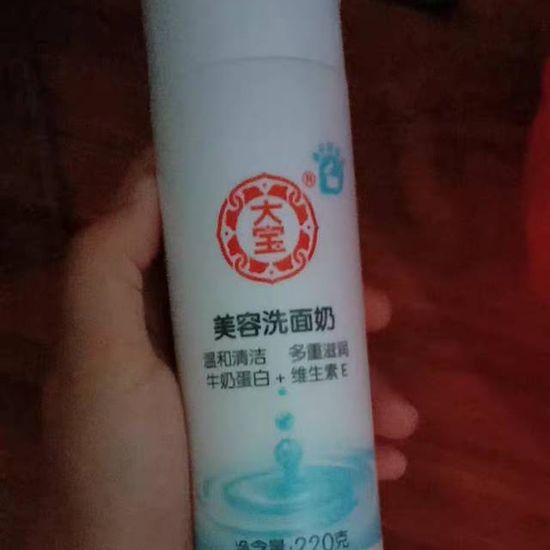 ®
大
宝
美容洗面奶
温和清洁 多重滋润
牛奶蛋白 + 维生素E
净含量:220克